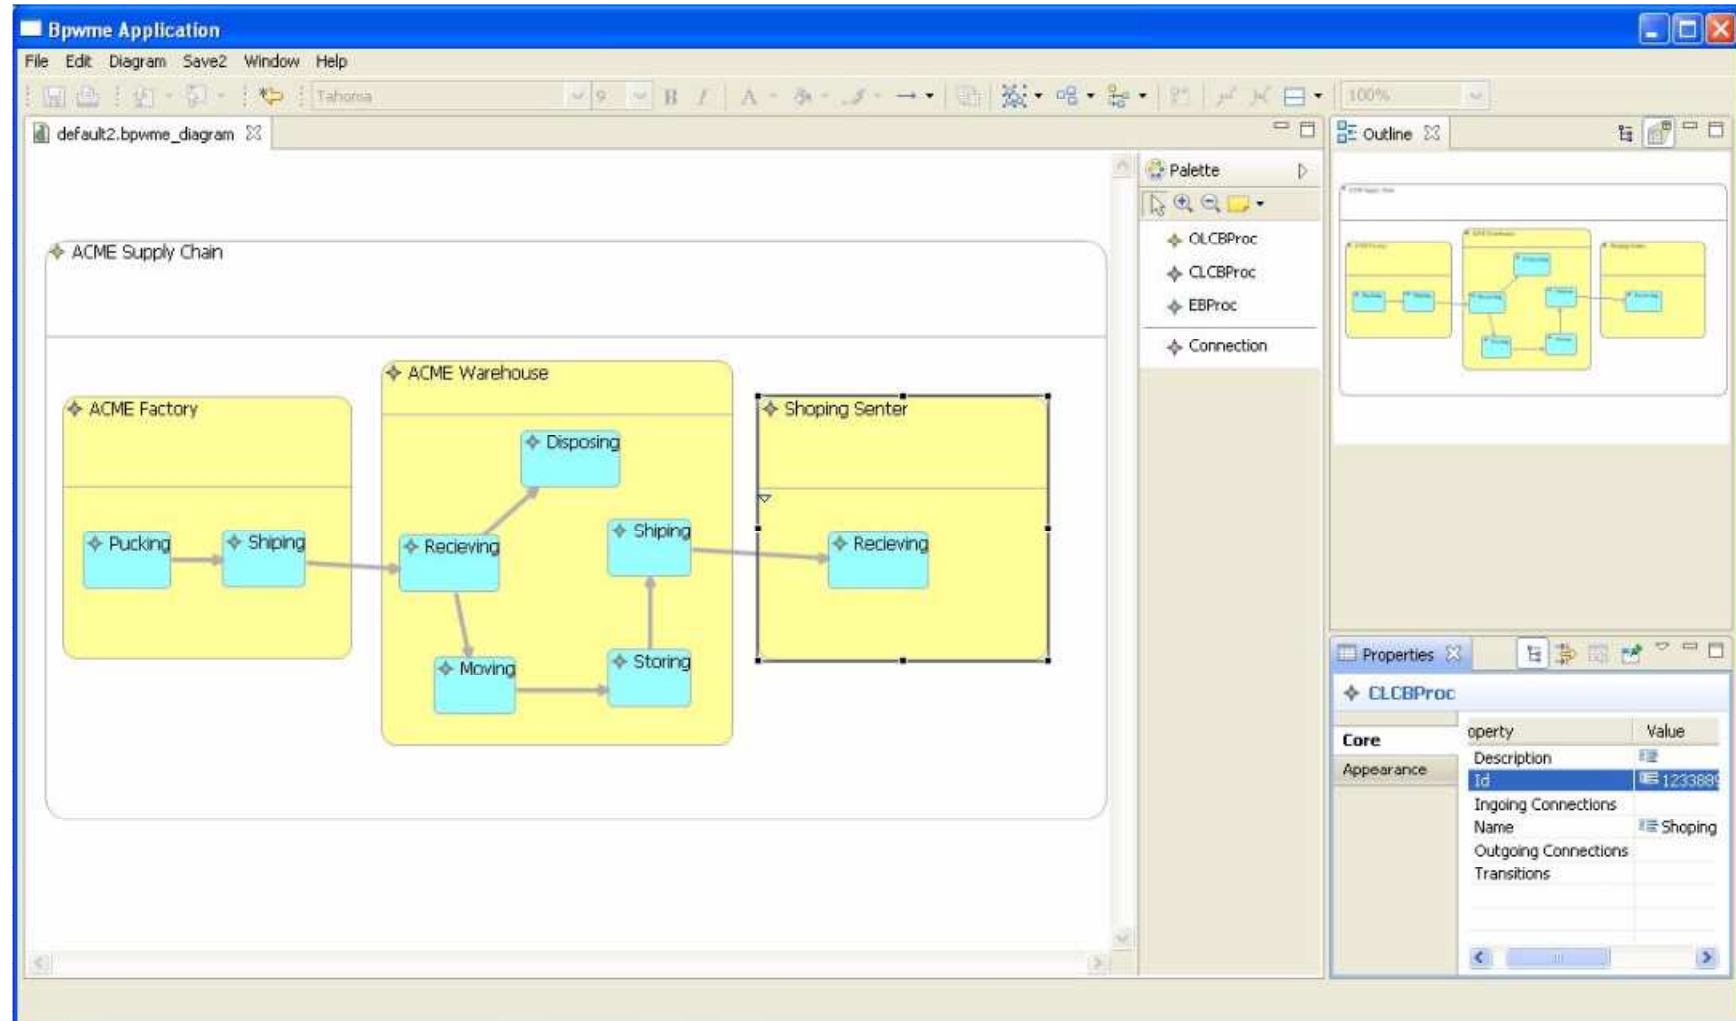 Bpwme Application
File Edit Diagram Save2 Window Help
Tahoma 9 B I A 100%
default2.bpwme_diagram
ACME Supply Chain
ACME Factory
Pucking
Shiping
ACME Warehouse
Disposing
Recieving
Shiping
Moving
Storing
Shoping Senter
Recieving
Palette
OLCBProc
CLCBProc
EBProc
Connection
Outline
Properties
CLCBProc
Core
Appearance
operty Value
Description
Id 1233889
Ingoing Connections
Name Shoping
Outgoing Connections
Transitions